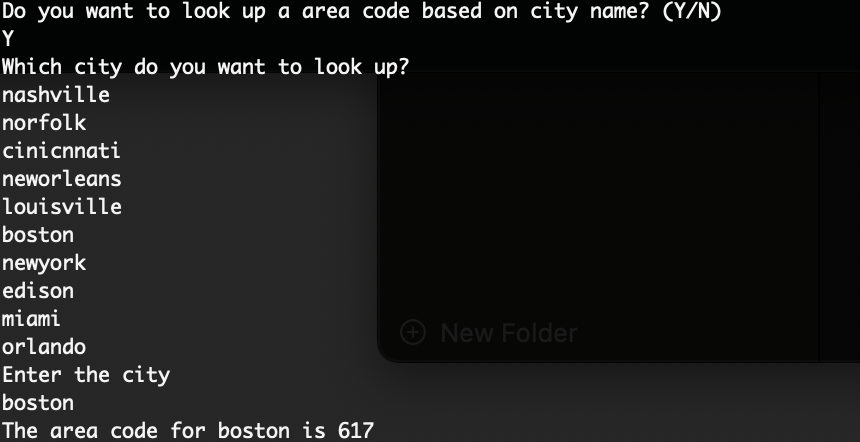 Do you want to look up a area code based on city name? (Y/N)
Y
Which city do you want to look up?
nashville
norfolk
cinicnnati
neworleans
louisville
boston
newyork
edison
miami
orlando
Enter the city
boston
The area code for boston is 617
New Folder